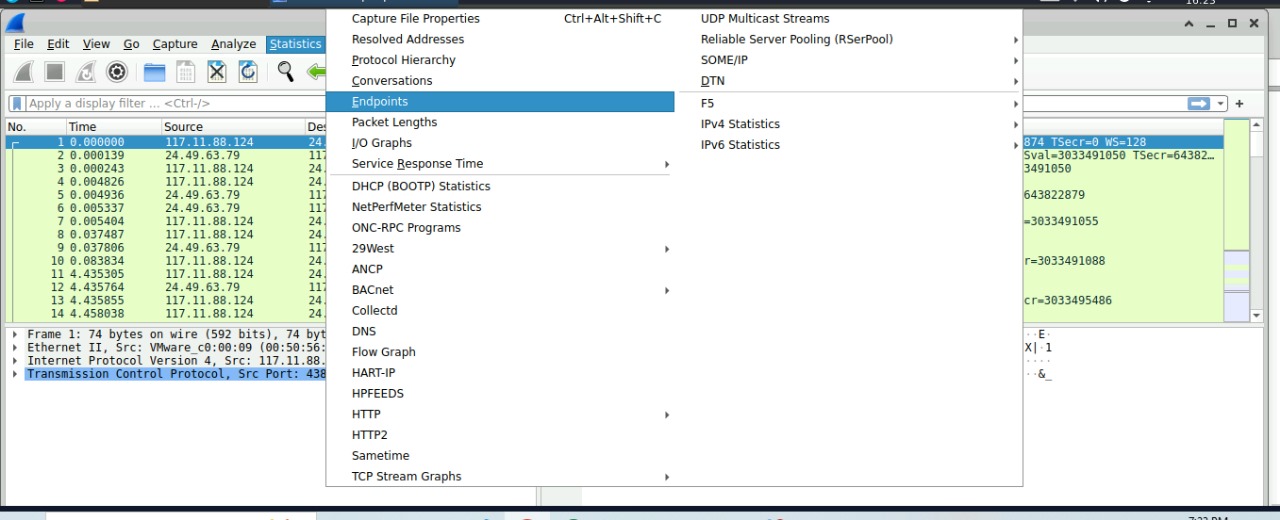 16:23
File Edit View Go Capture Analyze Statistics
Apply a display filter ... <Ctrl-/>
+
No. Time Source
1 0.000000 117.11.88.124 24. 874 TSecr=0 WS=128
2 0.000139 24.49.63.79 117 Sval=3033491050 TSecr=64382…
3 0.000243 117.11.88.124 24. 3491050
4 0.004826 117.11.88.124 24.
5 0.004936 24.49.63.79 117 643822879
6 0.005337 24.49.63.79 117
7 0.005404 117.11.88.124 24. =3033491055
8 0.037487 117.11.88.124 24.
9 0.037806 24.49.63.79 117
10 0.083834 117.11.88.124 24. r=3033491088
11 4.435305 117.11.88.124 24.
12 4.435764 24.49.63.79 117
13 4.435855 117.11.88.124 24. cr=3033495486
14 4.458038 117.11.88.124 24.
Frame 1: 74 bytes on wire (592 bits), 74 byt
Ethernet II, Src: VMware_c0:00:09 (00:50:56:
Internet Protocol Version 4, Src: 117.11.88.
Transmission Control Protocol, Src Port: 438
Capture File Properties Ctrl+Alt+Shift+C
Resolved Addresses
Protocol Hierarchy
Conversations
Endpoints
Packet Lengths
I/O Graphs
Service Response Time
DHCP (BOOTP) Statistics
NetPerfMeter Statistics
ONC-RPC Programs
29West
ANCP
BACnet
Collectd
DNS
Flow Graph
HART-IP
HPFEEDS
HTTP
HTTP2
Sametime
TCP Stream Graphs
UDP Multicast Streams
Reliable Server Pooling (RSerPool)
SOME/IP
DTN
F5
IPv4 Statistics
IPv6 Statistics
··E·
X|·1
····
··&_